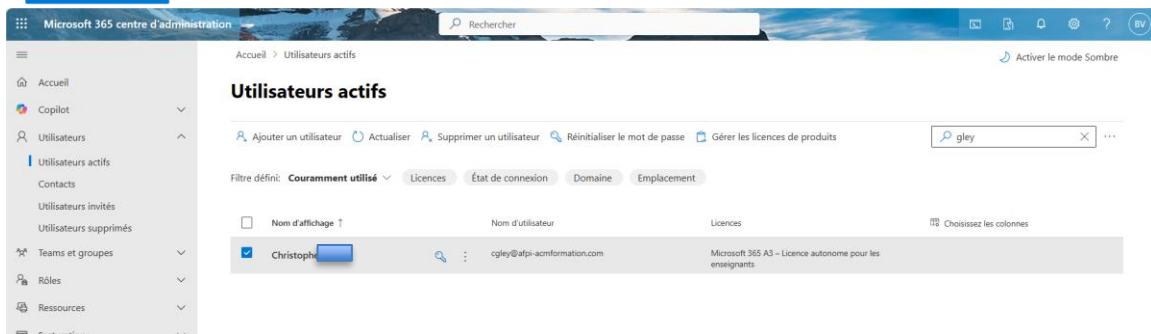 Microsoft 365 centre d'administration
Rechercher
BV
Accueil > Utilisateurs actifs
Activer le mode Sombre
Accueil
Copilot
Utilisateurs
Utilisateurs actifs
Contacts
Utilisateurs invités
Utilisateurs supprimés
Teams et groupes
Rôles
Ressources
Utilisateurs actifs
Ajouter un utilisateur Actualiser Supprimer un utilisateur Réinitialiser le mot de passe Gérer les licences de produits
gley
Filtre défini: Couramment utilisé Licences État de connexion Domaine Emplacement
Nom d'affichage ↑ Nom d'utilisateur Licences Choisissez les colonnes
Christophe cgley@afpi-acmformation.com Microsoft 365 A3 – Licence autonome pour les
enseignants